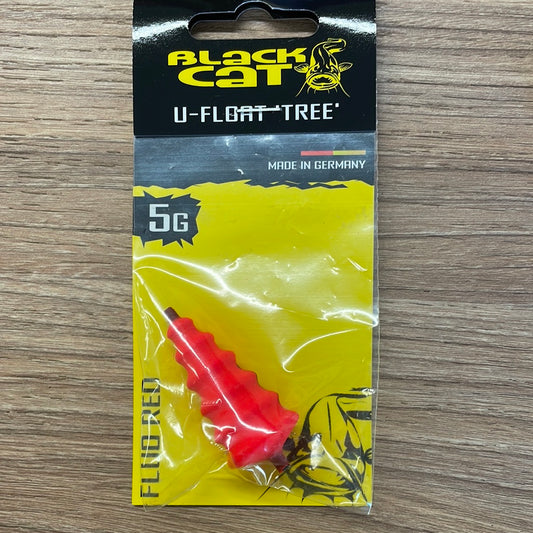 BLACK
CAT
U-FLOAT 'TREE'
MADE IN GERMANY
5G
FLUO RED